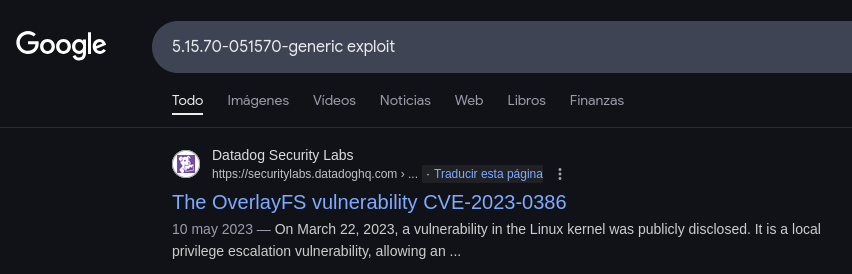 Google
5.15.70-051570-generic exploit
Todo Imágenes Vídeos Noticias Web Libros Finanzas
Datadog Security Labs
https://securitylabs.datadoghq.com › ... · Traducir esta página
The OverlayFS vulnerability CVE-2023-0386
10 may 2023 — On March 22, 2023, a vulnerability in the Linux kernel was publicly disclosed. It is a local
privilege escalation vulnerability, allowing an ...